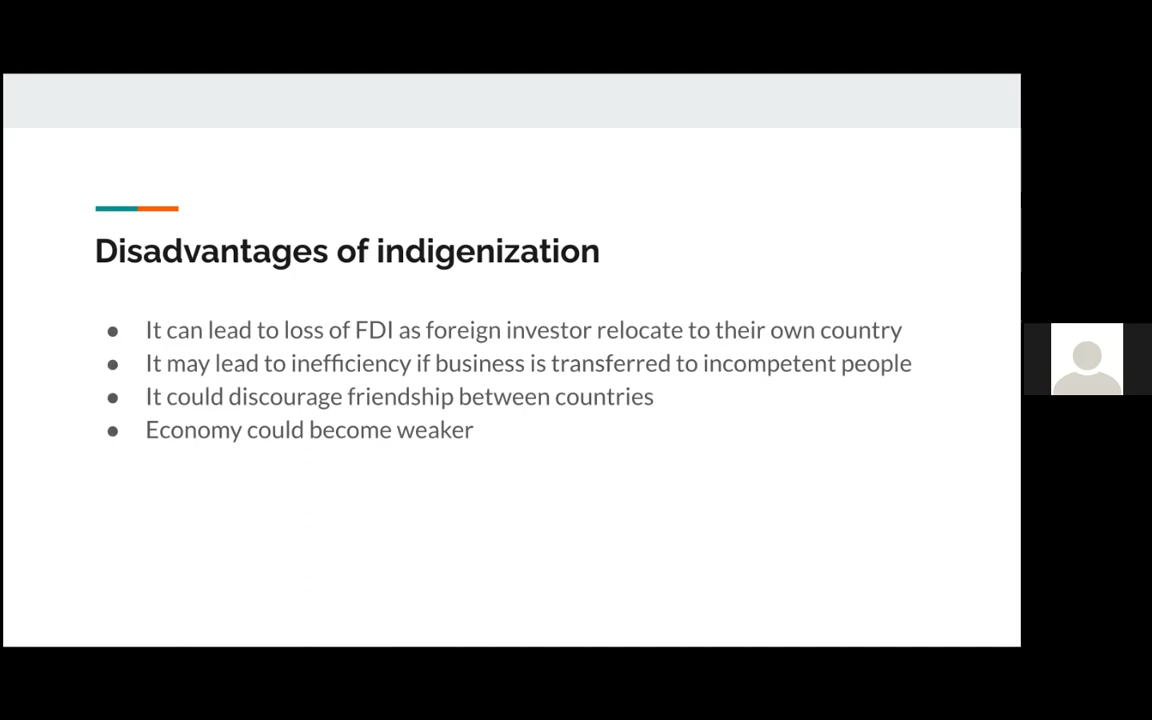 Disadvantages of indigenization
● It can lead to loss of FDI as foreign investor relocate to their own country
● It may lead to inefficiency if business is transferred to incompetent people
● It could discourage friendship between countries
● Economy could become weaker